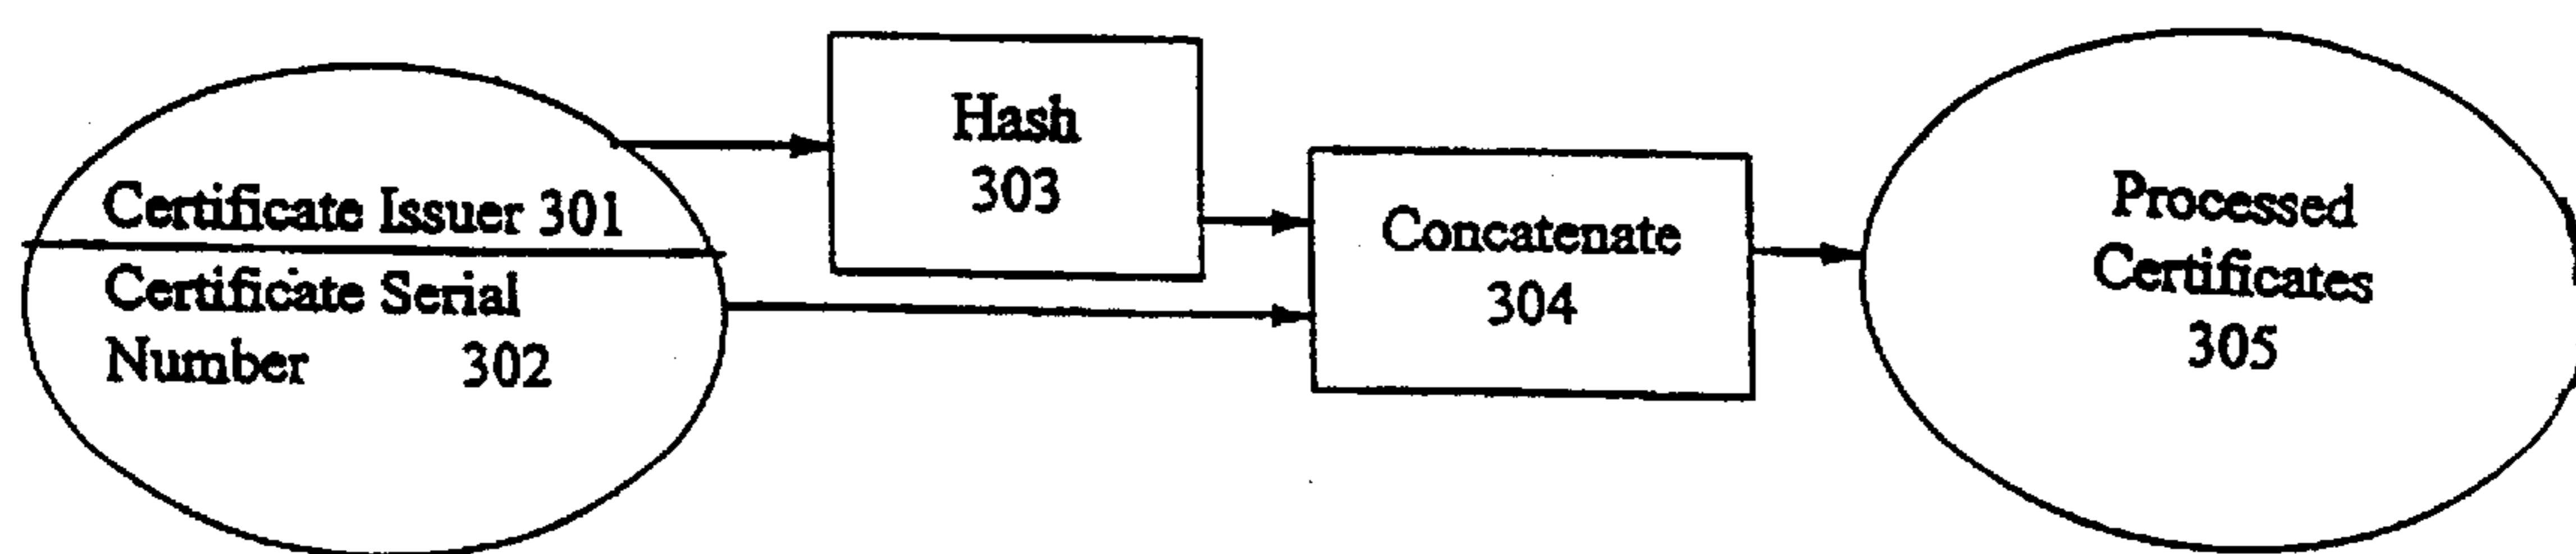 Certificate Issuer 301
Certificate Serial
Number 302
Hash
303
Concatenate
304
Processed
Certificates
305